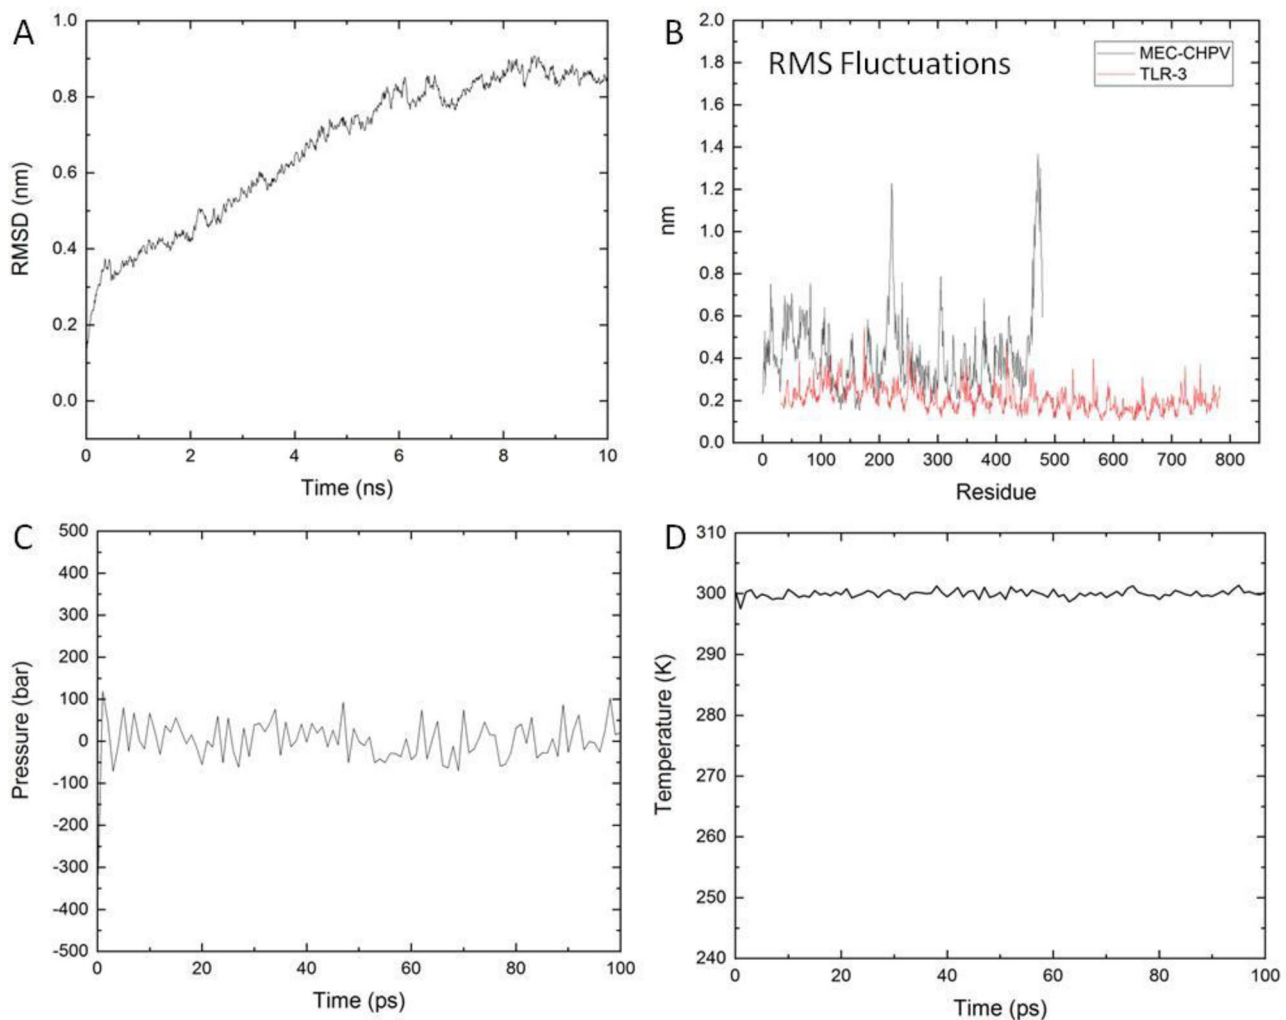 A
1.0
0.8
0.6
0.4
0.2
0.0
RMSD (nm)
0 2 4 6 8 10
Time (ns)
B
RMS Fluctuations
MEC-CHPV
TLR-3
2.0
1.8
1.6
1.4
1.2
1.0
0.8
0.6
0.4
0.2
0.0
nm
0 100 200 300 400 500 600 700 800
Residue
C
500
400
300
200
100
0
-100
-200
-300
-400
-500
Pressure (bar)
0 20 40 60 80 100
Time (ps)
D
310
300
290
280
270
260
250
240
Temperature (K)
0 20 40 60 80 100
Time (ps)